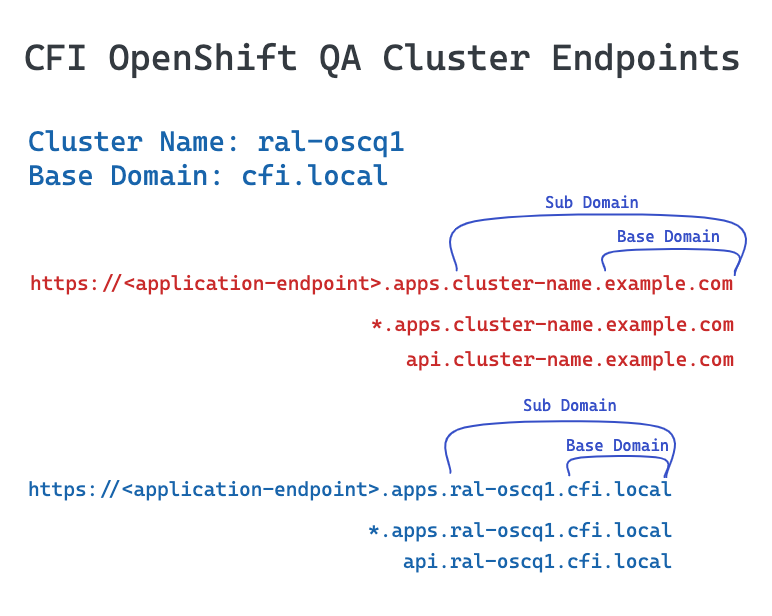 CFI OpenShift QA Cluster Endpoints
Cluster Name: ral-oscq1
Base Domain: cfi.local
Sub Domain
Base Domain
https://<application-endpoint>.apps.cluster-name.example.com
*.apps.cluster-name.example.com
api.cluster-name.example.com
Sub Domain
Base Domain
https://<application-endpoint>.apps.ral-oscq1.cfi.local
*.apps.ral-oscq1.cfi.local
api.ral-oscq1.cfi.local